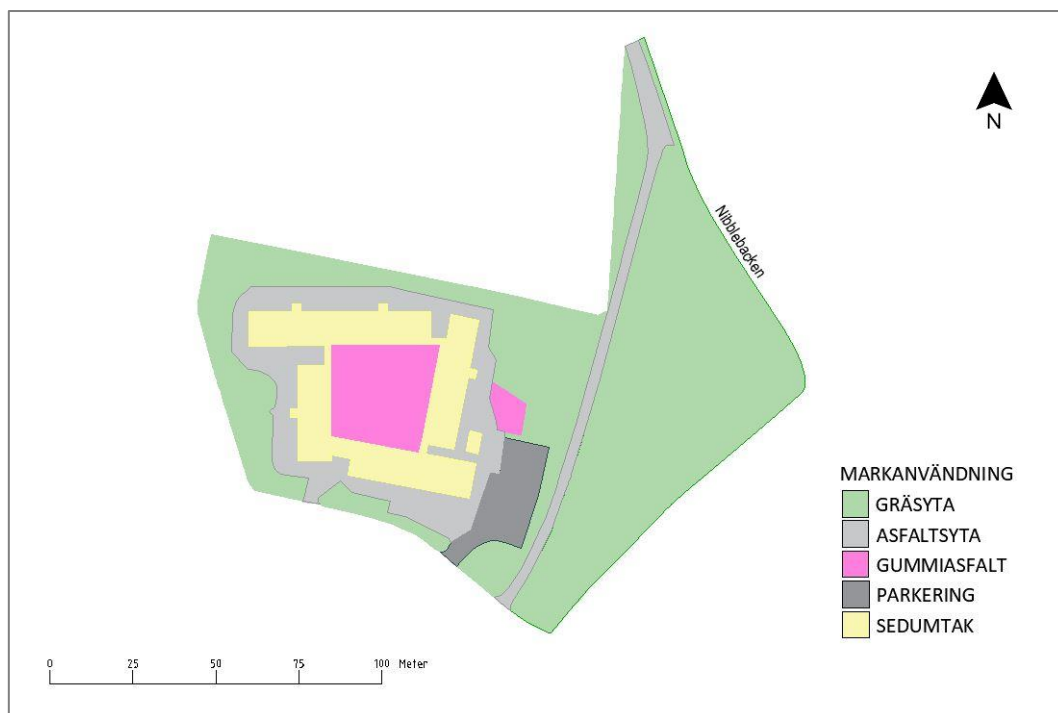 N
Nibblebacken
MARKANVÄNDNING
GRÄSYTA
ASFALTSYTA
GUMMIASFALT
PARKERING
SEDUMTAK
0 25 50 75 100 Meter